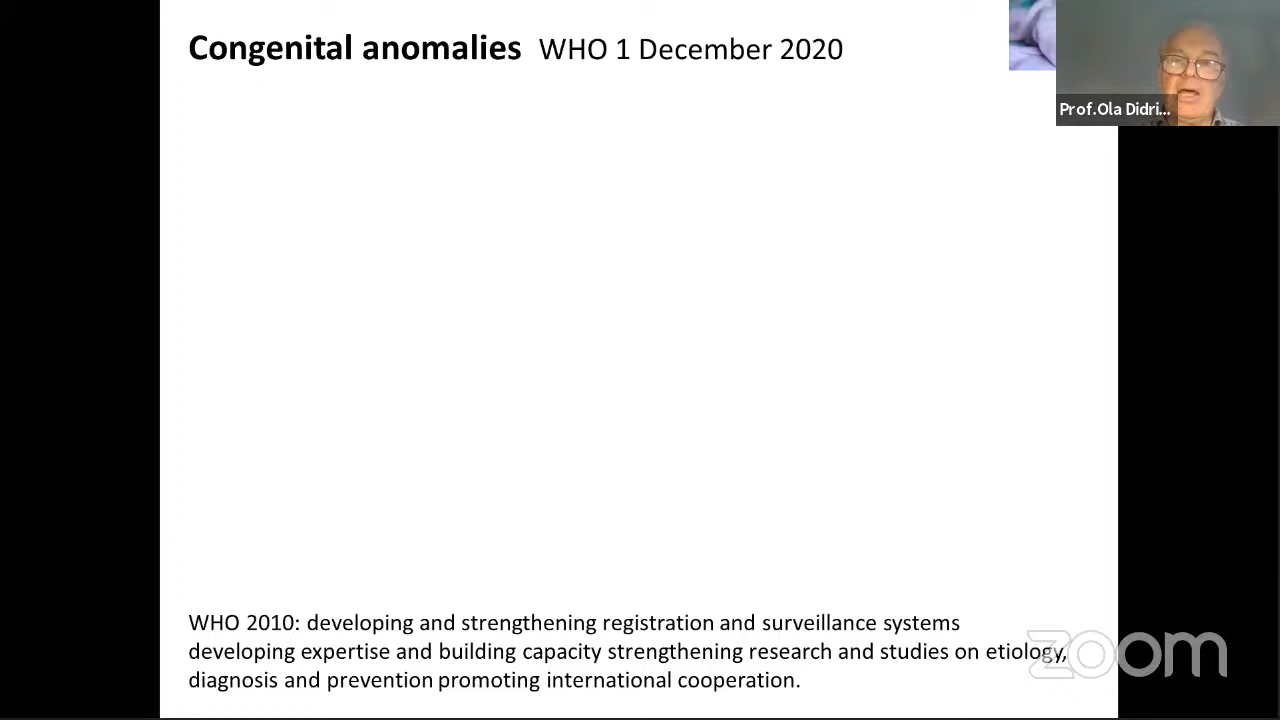 Congenital anomalies WHO 1 December 2020
Prof.Ola Didri...
WHO 2010: developing and strengthening registration and surveillance systems
developing expertise and building capacity strengthening research and studies on etiology,
diagnosis and prevention promoting international cooperation.
zoom